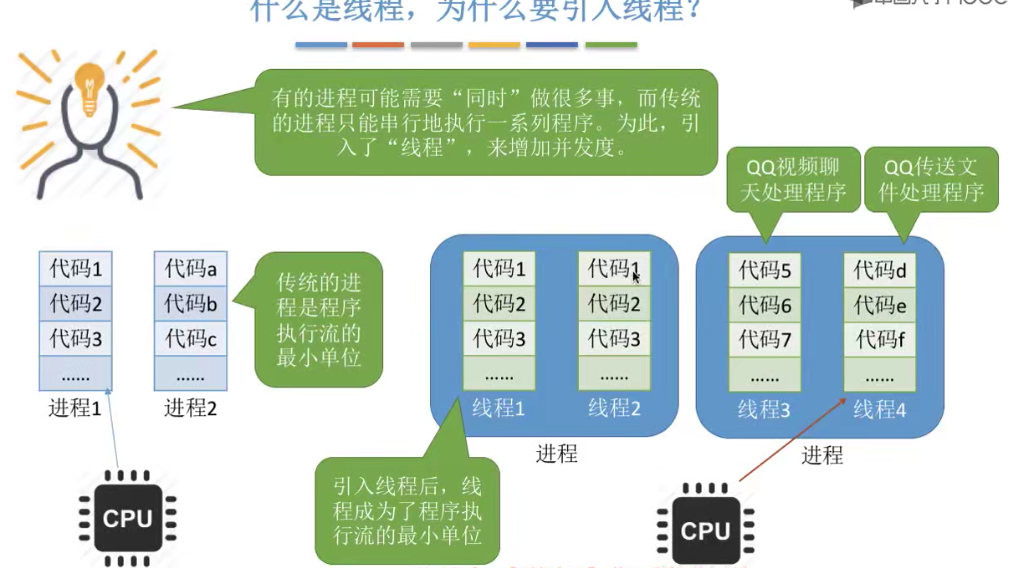 什么是线程，为什么要引入线程？
有的进程可能需要“同时”做很多事，而传统
的进程只能串行地执行一系列程序。为此，引
入了“线程”，来增加并发度。
QQ视频聊
天处理程序
QQ传送文
件处理程序
代码1
代码2
代码3
……
进程1
代码a
代码b
代码c
……
进程2
传统的进
程是程序
执行流的
最小单位
代码1
代码2
代码3
……
线程1
代码1
代码2
代码3
……
线程2
进程
代码5
代码6
代码7
……
线程3
代码d
代码e
代码f
……
线程4
进程
引入线程后，线
程成为了程序执
行流的最小单位
CPU
CPU